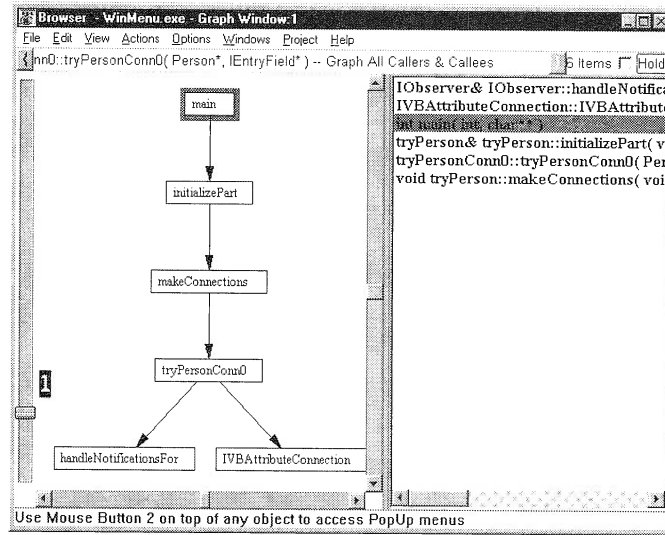 Browser - WinMenu.exe - Graph Window:1
File Edit View Actions Options Windows Project Help
nn0::tryPersonConn0( Person*, IEntryField* ) -- Graph All Callers & Callees
6 Items Hold
main
initializePart
makeConnections
tryPersonConn0
handleNotificationsFor
IVBAttributeConnection
1
IObserver& IObserver::handleNotifica
IVBAttributeConnection::IVBAttribute
int main( int, char** )
tryPerson& tryPerson::initializePart( v
tryPersonConn0::tryPersonConn0( Per
void tryPerson::makeConnections( voi
Use Mouse Button 2 on top of any object to access PopUp menus